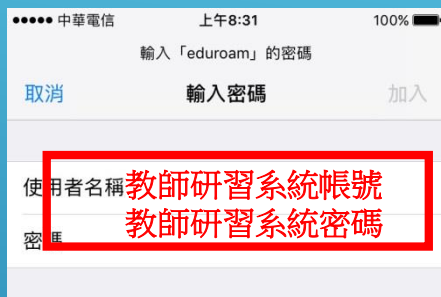 中華電信 上午8:31 100%
輸入「eduroam」的密碼
取消 輸入密碼 加入
使用者名稱 教師研習系統帳號
密碼 教師研習系統密碼